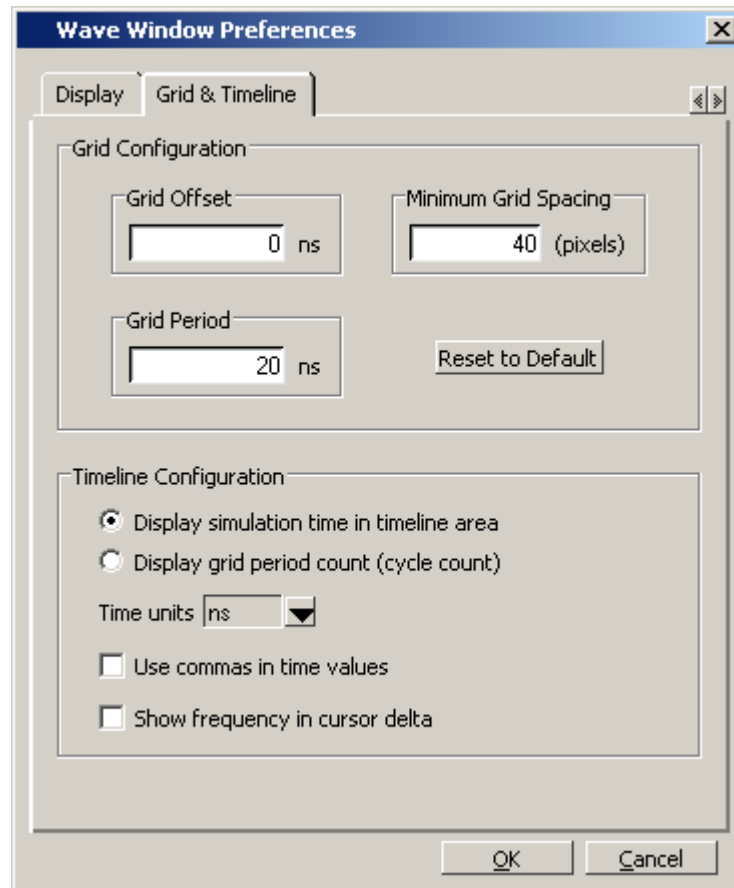 Wave Window Preferences
Display Grid & Timeline
Grid Configuration
Grid Offset
0 ns
Minimum Grid Spacing
40 (pixels)
Grid Period
20 ns
Reset to Default
Timeline Configuration
Display simulation time in timeline area
Display grid period count (cycle count)
Time units ns
Use commas in time values
Show frequency in cursor delta
OK Cancel